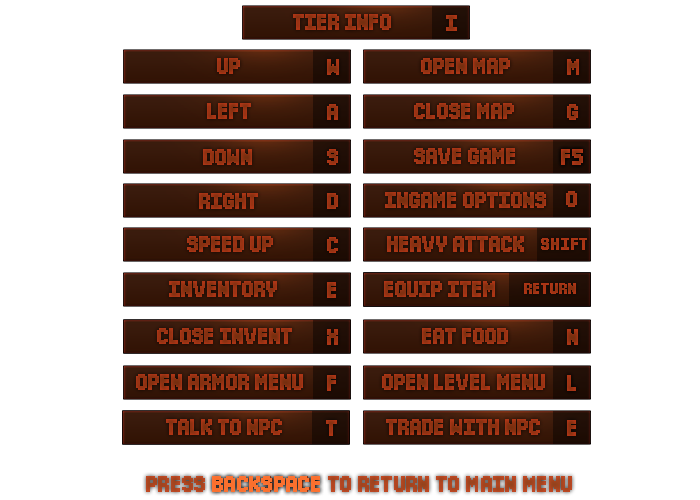 TIER INFO I
UP W OPEN MAP M
LEFT A CLOSE MAP G
DOWN S SAVE GAME F5
RIGHT D INGAME OPTIONS O
SPEED UP C HEAVY ATTACK SHIFT
INVENTORY E EQUIP ITEM RETURN
CLOSE INVENT X EAT FOOD N
OPEN ARMOR MENU F OPEN LEVEL MENU L
TALK TO NPC T TRADE WITH NPC E
PRESS BACKSPACE TO RETURN TO MAIN MENU